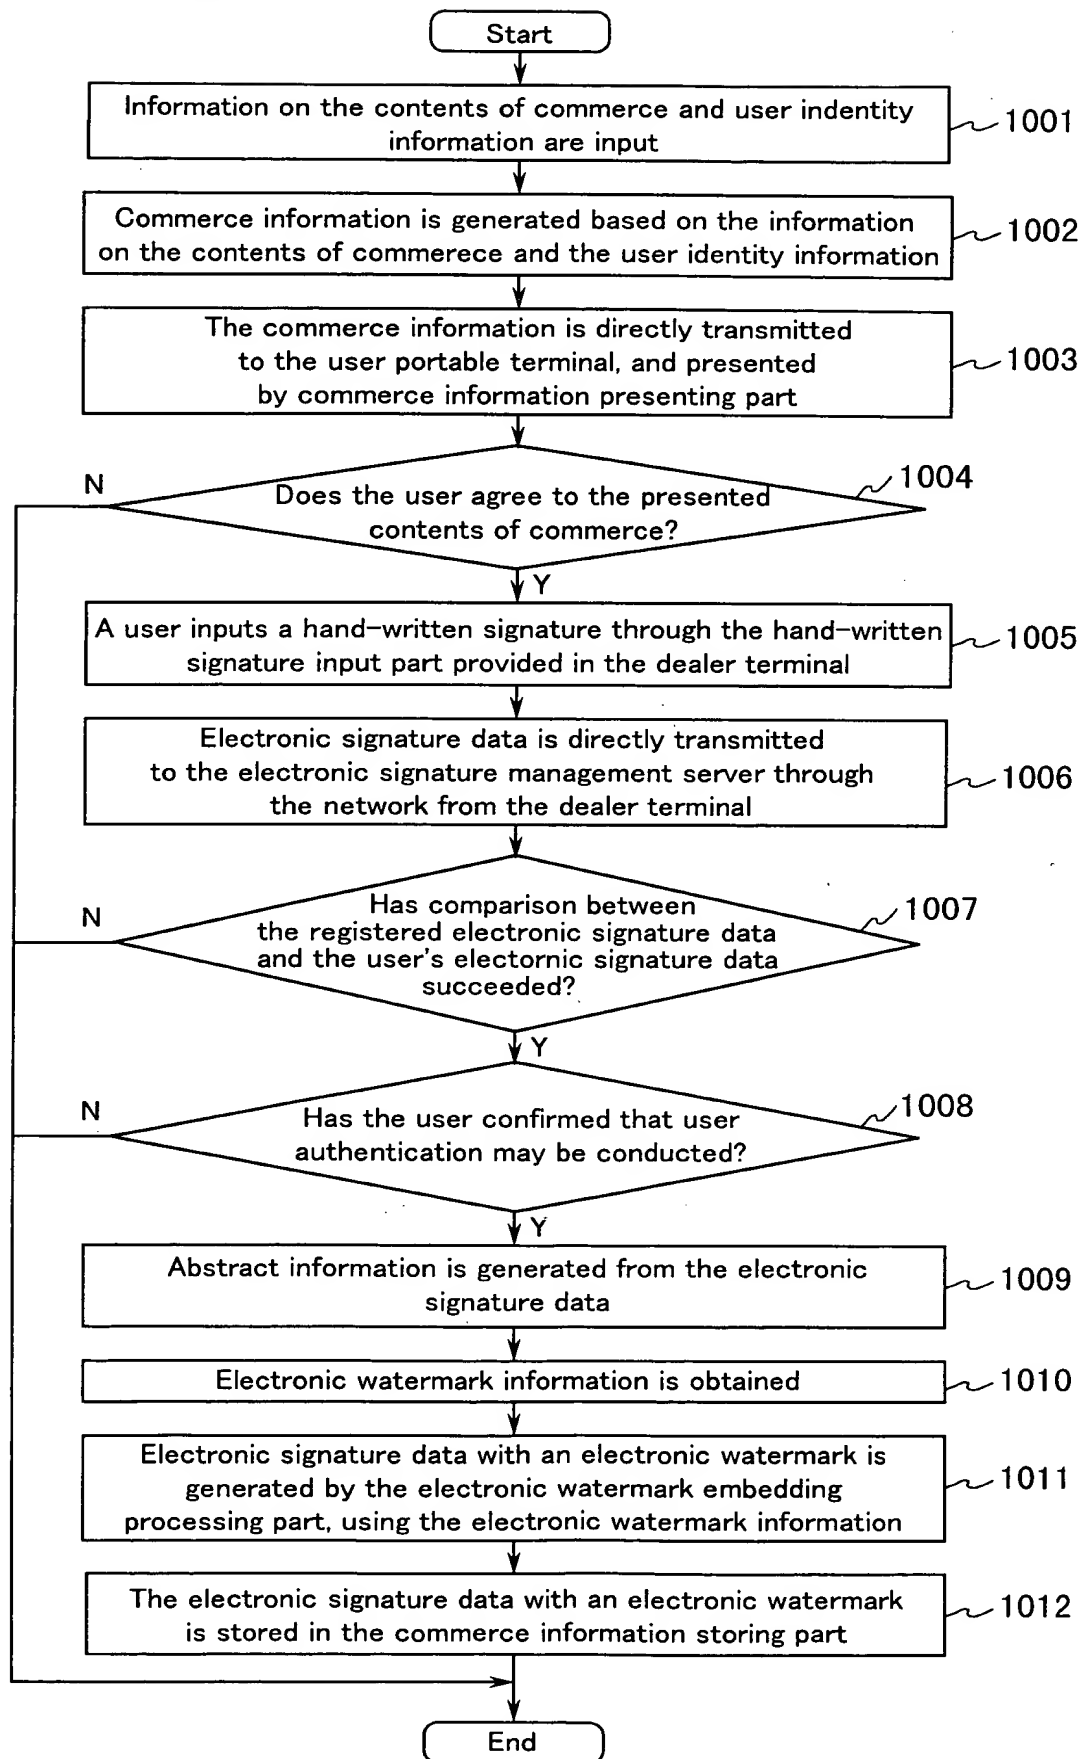 Start
Information on the contents of commerce and user indentity
information are input
1001
Commerce information is generated based on the information
on the contents of commerece and the user identity information
1002
The commerce information is directly transmitted
to the user portable terminal, and presented
by commerce information presenting part
1003
N
1004
Does the user agree to the presented
contents of commerce?
Y
A user inputs a hand-written signature through the hand-written
signature input part provided in the dealer terminal
1005
Electronic signature data is directly transmitted
to the electronic signature management server through
the network from the dealer terminal
1006
N
1007
Has comparison between
the registered electronic signature data
and the user's electornic signature data
succeeded?
Y
N
1008
Has the user confirmed that user
authentication may be conducted?
Y
Abstract information is generated from the electronic
signature data
1009
Electronic watermark information is obtained
1010
Electronic signature data with an electronic watermark is
generated by the electronic watermark embedding
processing part, using the electronic watermark information
1011
The electronic signature data with an electronic watermark
is stored in the commerce information storing part
1012
End